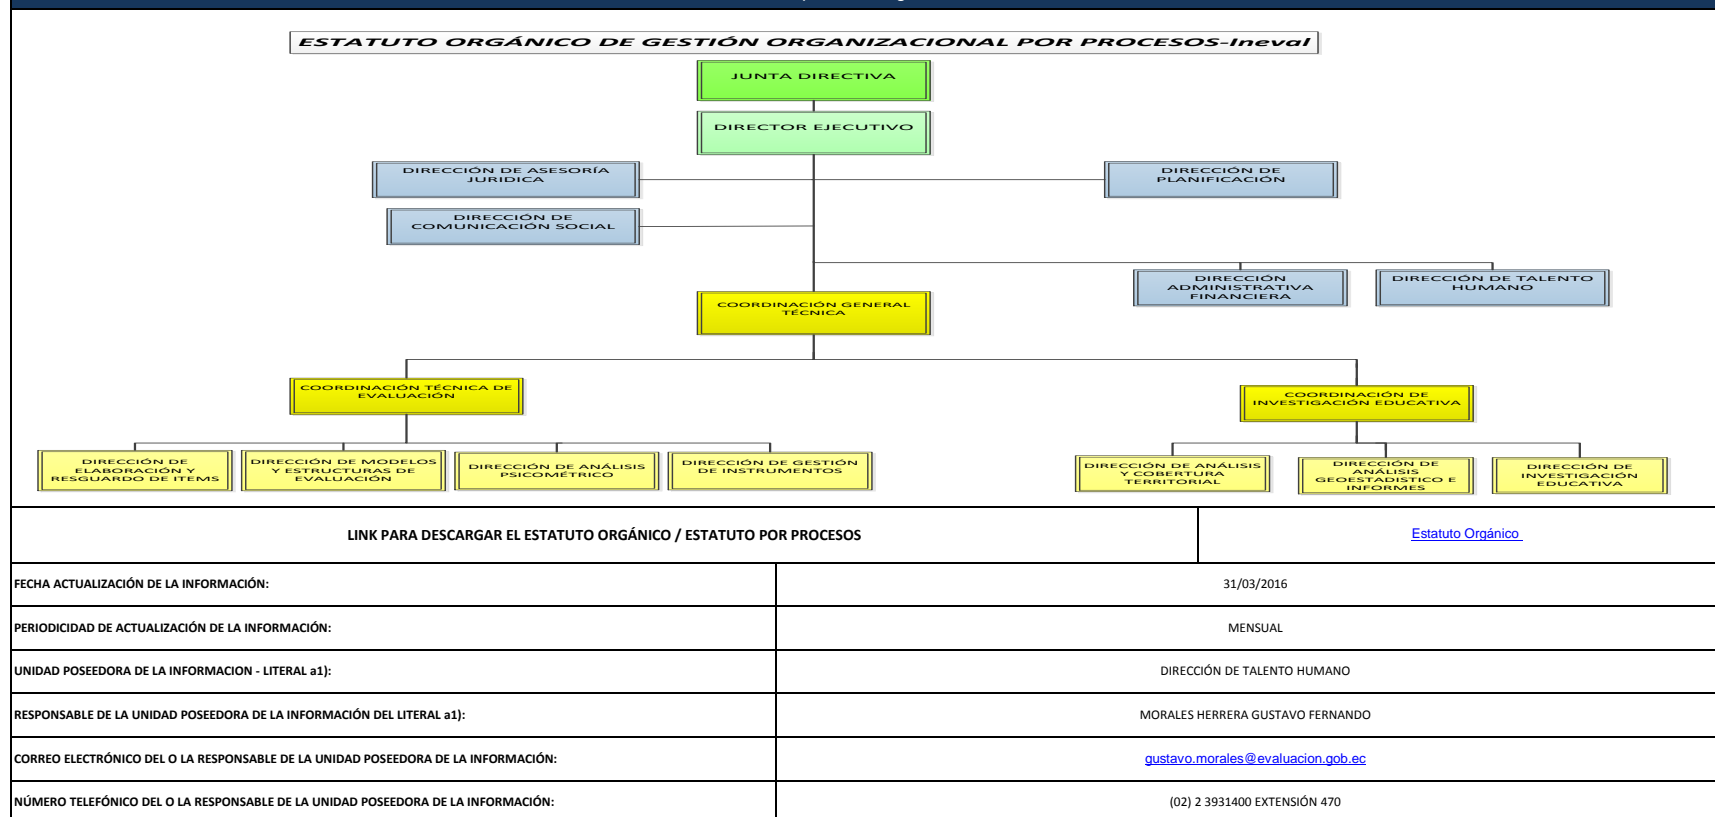 ESTATUTO ORGÁNICO DE GESTIÓN ORGANIZACIONAL POR PROCESOS-Ineval
JUNTA DIRECTIVA
DIRECTOR EJECUTIVO
DIRECCIÓN DE ASESORÍA
JURIDICA
DIRECCIÓN DE
PLANIFICACIÓN
DIRECCIÓN DE
COMUNICACIÓN SOCIAL
DIRECCIÓN
ADMINISTRATIVA
FINANCIERA
DIRECCIÓN DE TALENTO
HUMANO
COORDINACIÓN GENERAL
TÉCNICA
COORDINACIÓN TÉCNICA DE
EVALUACIÓN
COORDINACIÓN DE
INVESTIGACIÓN EDUCATIVA
DIRECCIÓN DE
ELABORACIÓN Y
RESGUARDO DE ITEMS
DIRECCIÓN DE MODELOS
Y ESTRUCTURAS DE
EVALUACIÓN
DIRECCIÓN DE ANÁLISIS
PSICOMÉTRICO
DIRECCIÓN DE GESTIÓN
DE INSTRUMENTOS
DIRECCIÓN DE ANÁLISIS
Y COBERTURA
TERRITORIAL
DIRECCIÓN DE
ANÁLISIS
GEOESTADISTICO E
INFORMES
DIRECCIÓN DE
INVESTIGACIÓN
EDUCATIVA
LINK PARA DESCARGAR EL ESTATUTO ORGÁNICO / ESTATUTO POR PROCESOS
Estatuto Orgánico
FECHA ACTUALIZACIÓN DE LA INFORMACIÓN:
31/03/2016
PERIODICIDAD DE ACTUALIZACIÓN DE LA INFORMACIÓN:
MENSUAL
UNIDAD POSEEDORA DE LA INFORMACION - LITERAL a1):
DIRECCIÓN DE TALENTO HUMANO
RESPONSABLE DE LA UNIDAD POSEEDORA DE LA INFORMACIÓN DEL LITERAL a1):
MORALES HERRERA GUSTAVO FERNANDO
CORREO ELECTRÓNICO DEL O LA RESPONSABLE DE LA UNIDAD POSEEDORA DE LA INFORMACIÓN:
gustavo.morales@evaluacion.gob.ec
NÚMERO TELEFÓNICO DEL O LA RESPONSABLE DE LA UNIDAD POSEEDORA DE LA INFORMACIÓN:
(02) 2 3931400 EXTENSIÓN 470